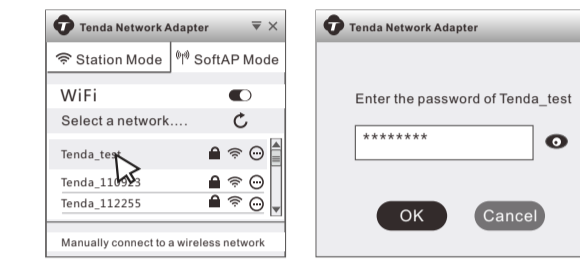 Tenda Network Adapter
Station Mode SoftAP Mode
WiFi
Select a network....
Tenda_test
Tenda_110923
Tenda_112255
Manually connect to a wireless network
Tenda Network Adapter
Enter the password of Tenda_test
********
OK Cancel